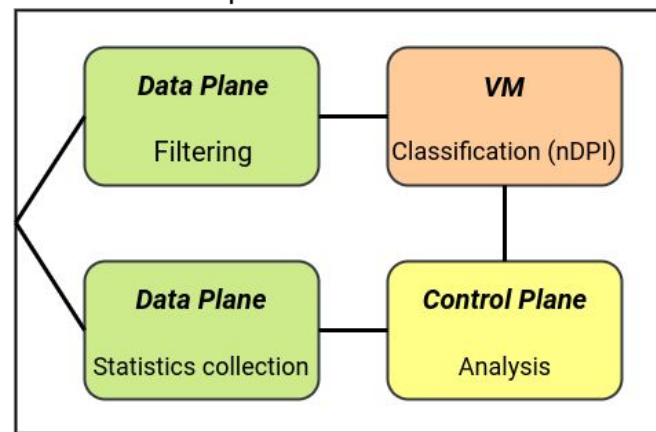 Data Plane
Filtering
VM
Classification (nDPI)
Data Plane
Statistics collection
Control Plane
Analysis